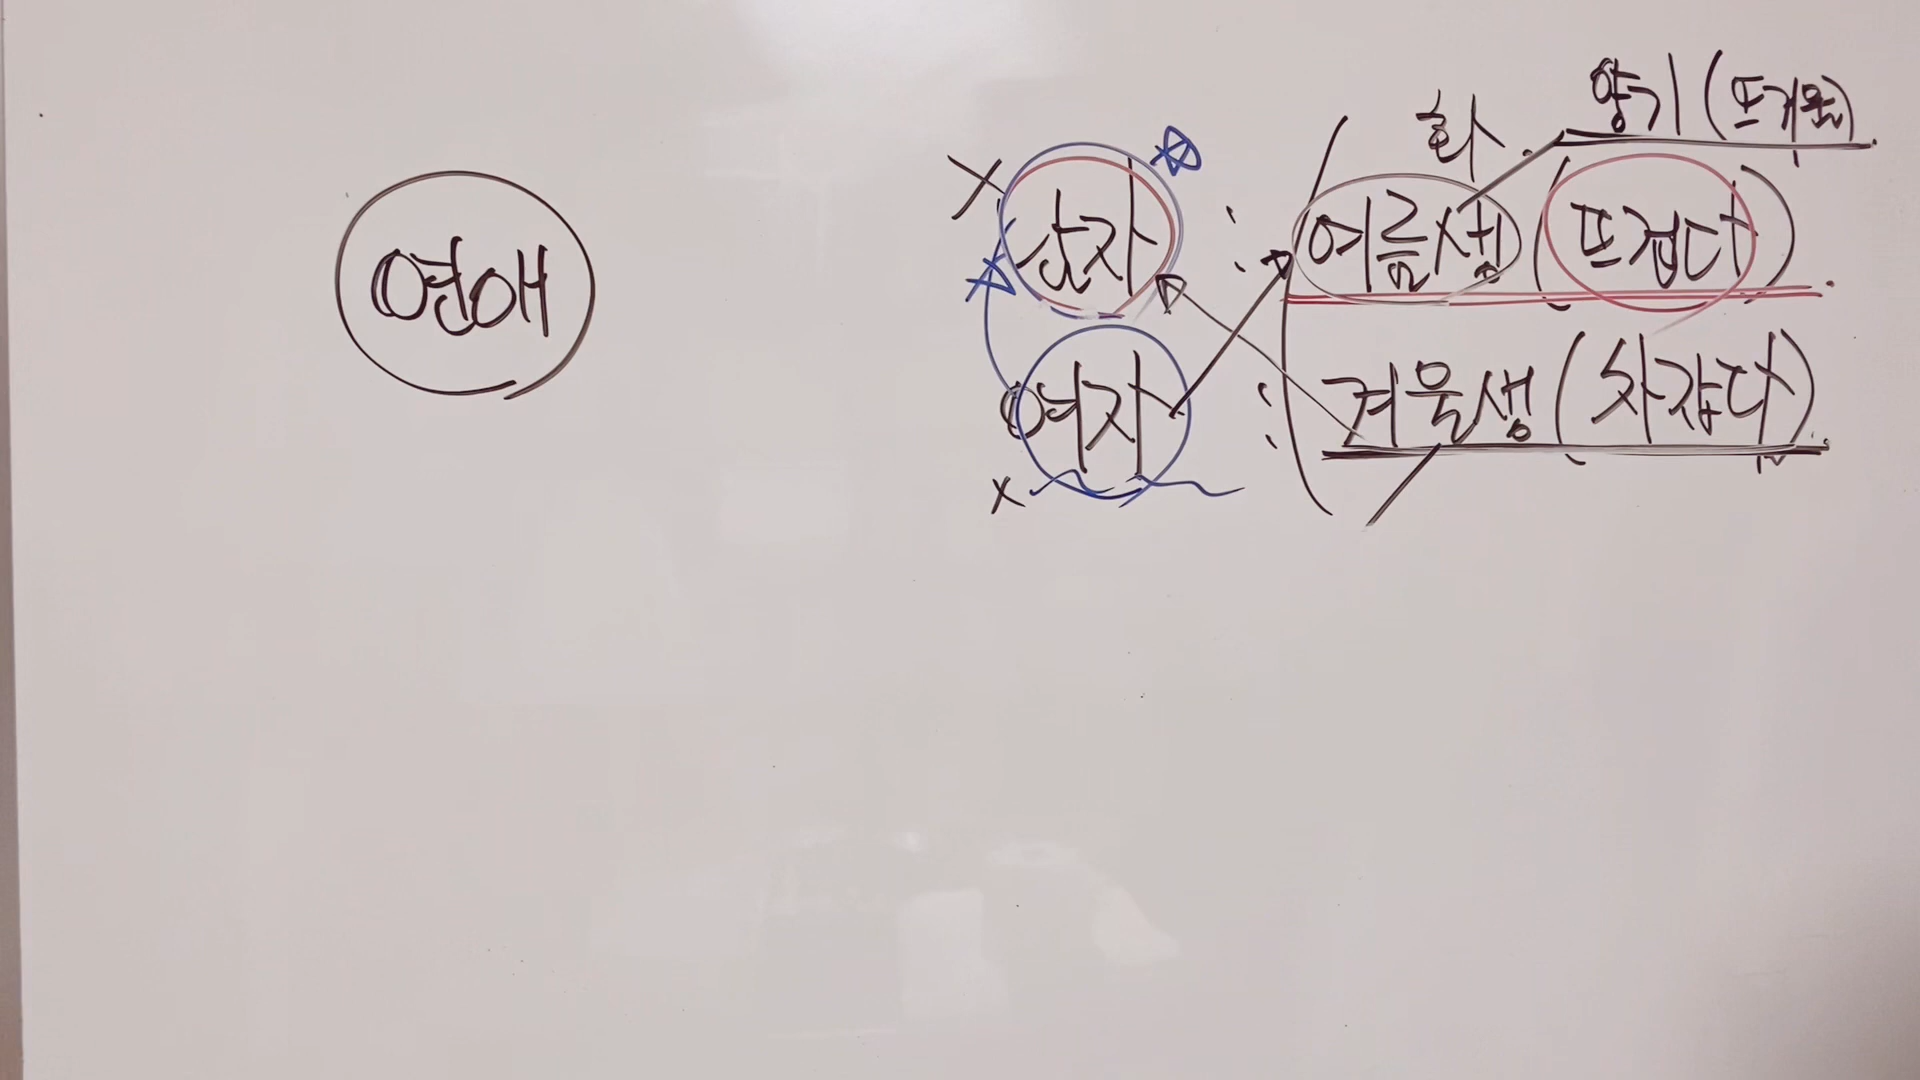 연애
화 양기 (뜨거운)
남자 : 여름생 (뜨겁다)
여자 : 겨울생 (차갑다)